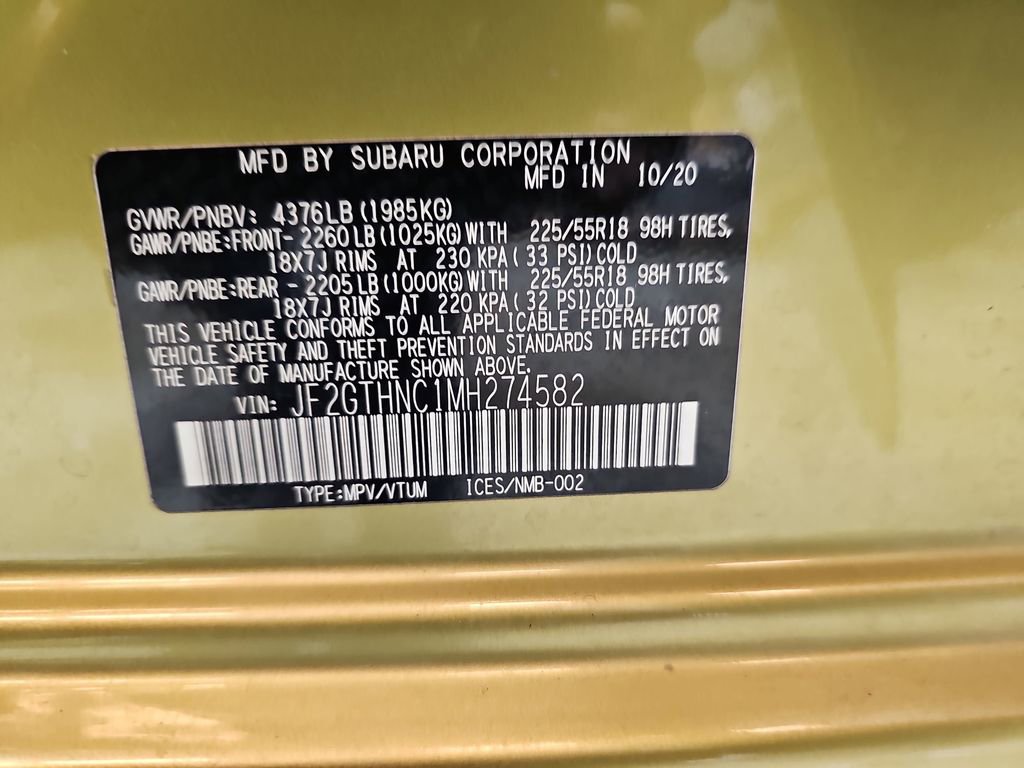 MFD BY SUBARU CORPORATION
MFD IN 10/20
GVWR/PNBV: 4376LB (1985KG)
GAWR/PNBE:FRONT- 2260 LB (1025KG) WITH 225/55R18 98H TIRES,
18X7J RIMS AT 230 KPA ( 33 PSI) COLD
GAWR/PNBE:REAR - 2205 LB (1000KG) WITH 225/55R18 98H TIRES,
18X7J RIMS AT 220 KPA ( 32 PSI) COLD
THIS VEHICLE CONFORMS TO ALL APPLICABLE FEDERAL MOTOR
VEHICLE SAFETY AND THEFT PREVENTION STANDARDS IN EFFECT ON
THE DATE OF MANUFACTURE SHOWN ABOVE.
VIN: JF2GTHNC1MH274582
TYPE:MPV/VTUM ICES/NMB-002